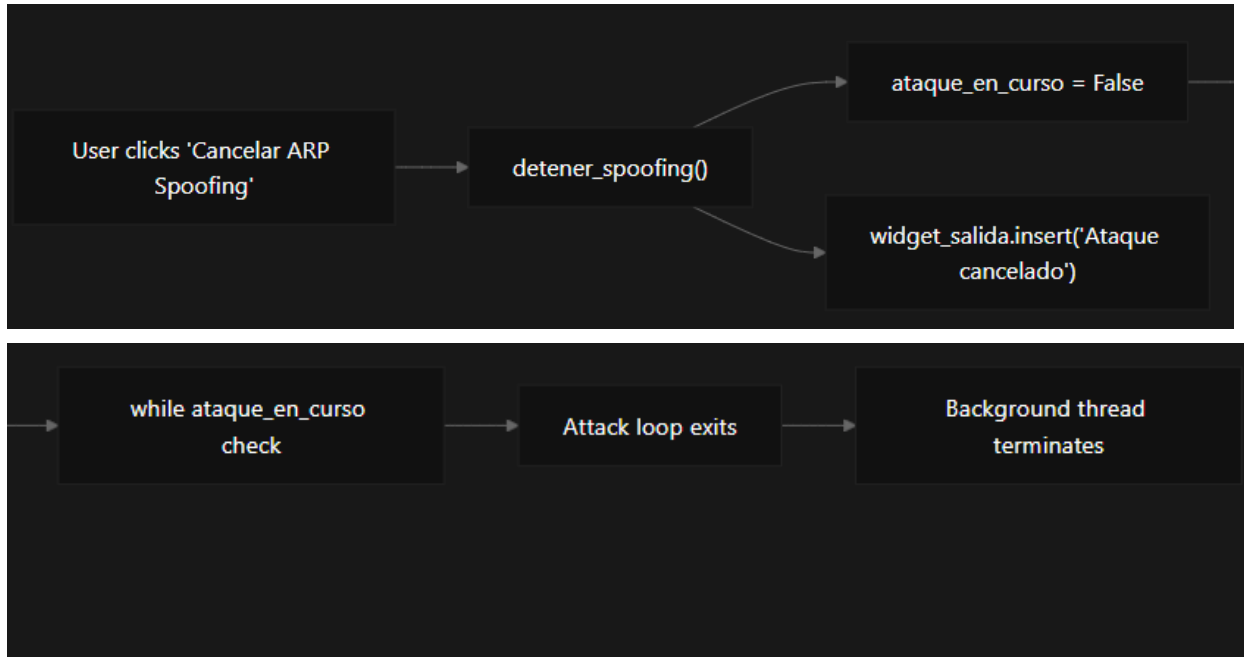 User clicks 'Cancelar ARP
Spoofing'
detener_spoofing()
ataque_en_curso = False
widget_salida.insert('Ataque
cancelado')
while ataque_en_curso
check
Attack loop exits
Background thread
terminates